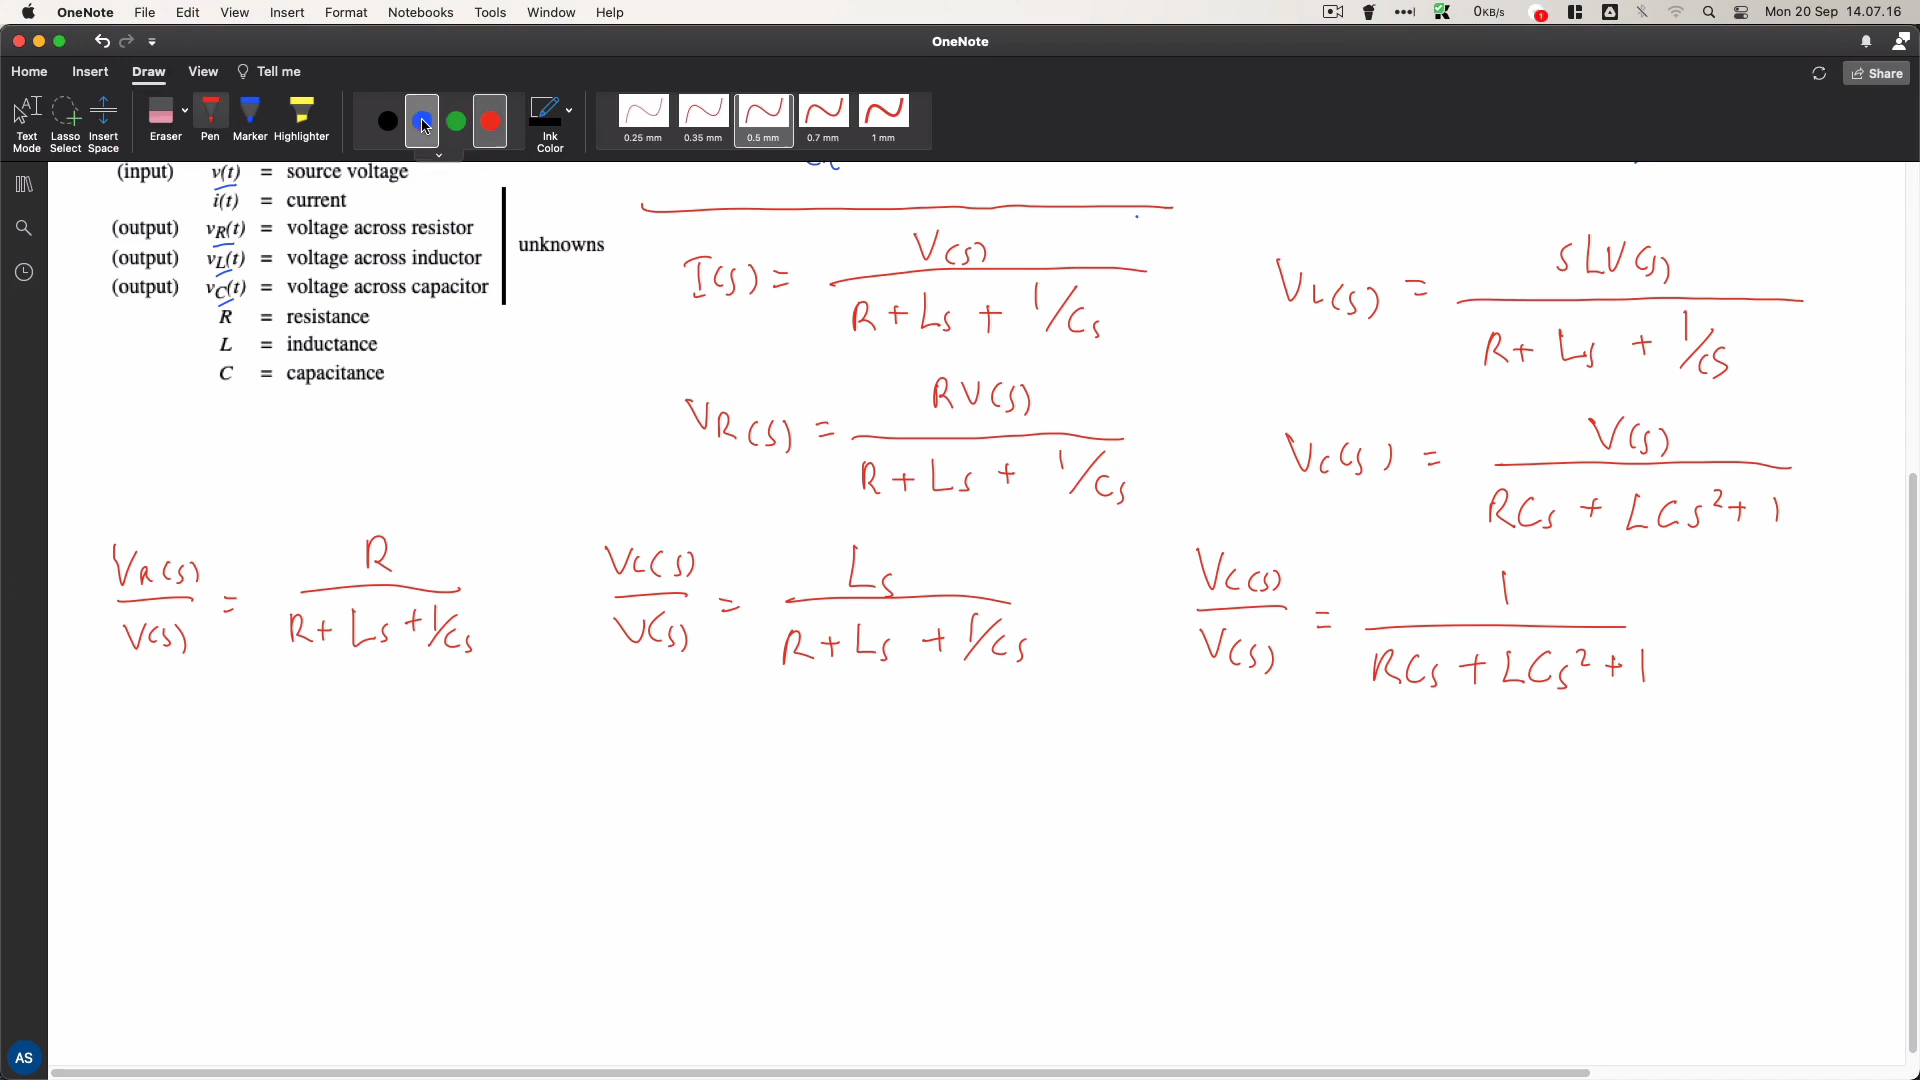 OneNote File Edit View Insert Format Notebooks Tools Window Help
0KB/s 1 Mon 20 Sep 14.07.16
OneNote
Home Insert Draw View Tell me
Share
Text Mode
Lasso Select
Insert Space
Eraser
Pen
Marker
Highlighter
Ink Color
0.25 mm
0.35 mm
0.5 mm
0.7 mm
1 mm
(input) v(t) = source voltage
i(t) = current
(output) vR(t) = voltage across resistor
(output) vL(t) = voltage across inductor
(output) vC(t) = voltage across capacitor
unknowns
R = resistance
L = inductance
C = capacitance
I(s) = V(s) / R + Ls + 1/Cs
VL(s) = sLV(s) / R + Ls + 1/Cs
VR(s) = RV(s) / R + Ls + 1/Cs
Vc(s) = V(s) / RCs + LCs² + 1
VR(s) / V(s) = R / R + Ls + 1/Cs
VL(s) / V(s) = Ls / R + Ls + 1/Cs
Vc(s) / V(s) = 1 / RCs + LCs² + 1
AS